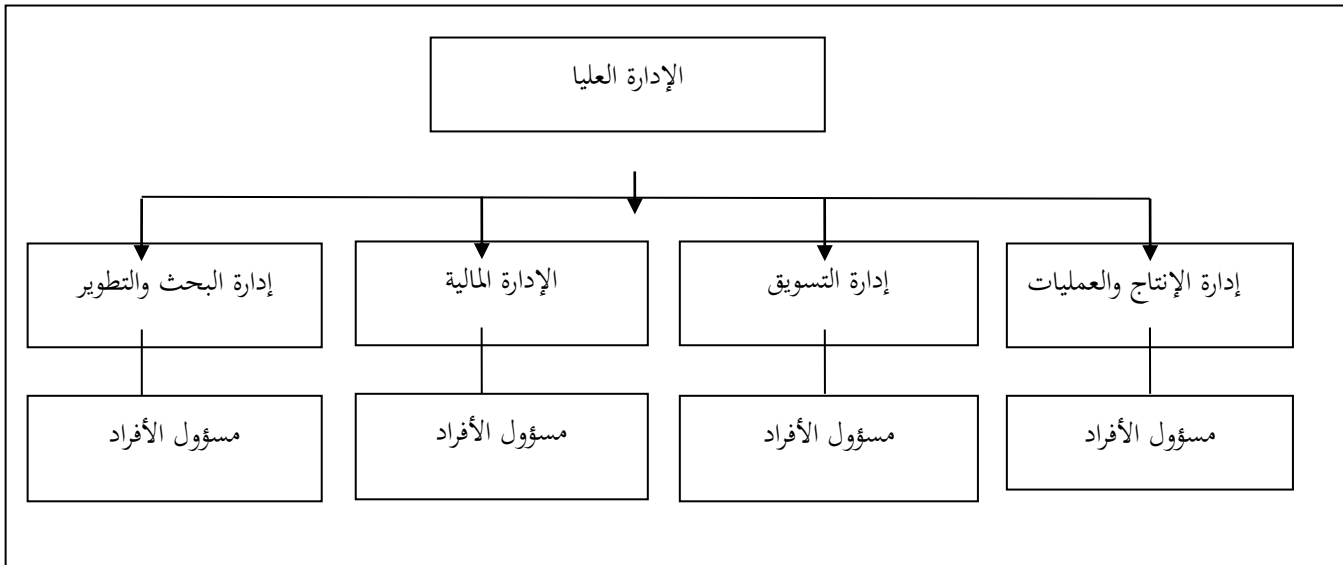 الإدارة العليا
إدارة الإنتاج والعمليات
إدارة التسويق
الإدارة المالية
إدارة البحث والتطوير
مسؤول الأفراد
مسؤول الأفراد
مسؤول الأفراد
مسؤول الأفراد